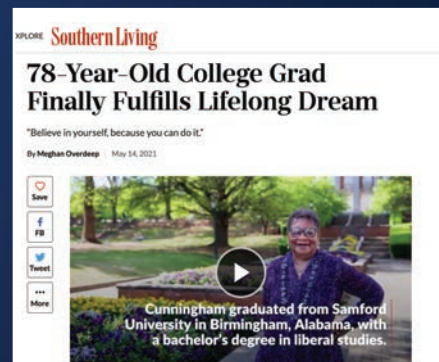 XPLORE Southern Living
78-Year-Old College Grad
Finally Fulfills Lifelong Dream
"Believe in yourself, because you can do it."
By Meghan Overdeep May 14, 2021
Save
FB
Tweet
More
Cunningham graduated from Samford
University in Birmingham, Alabama, with
a bachelor's degree in liberal studies.